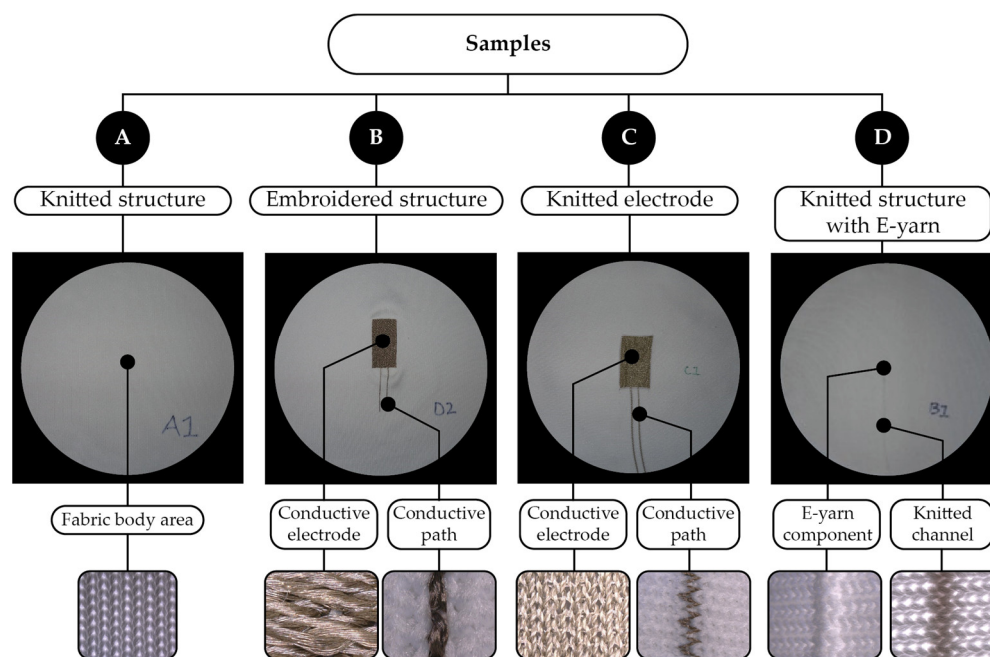 Samples
A
B
C
D
Knitted structure
Embroidered structure
Knitted electrode
Knitted structure
with E-yarn
A1
D2
C1
B1
Fabric body area
Conductive
electrode
Conductive
path
Conductive
electrode
Conductive
path
E-yarn
component
Knitted
channel